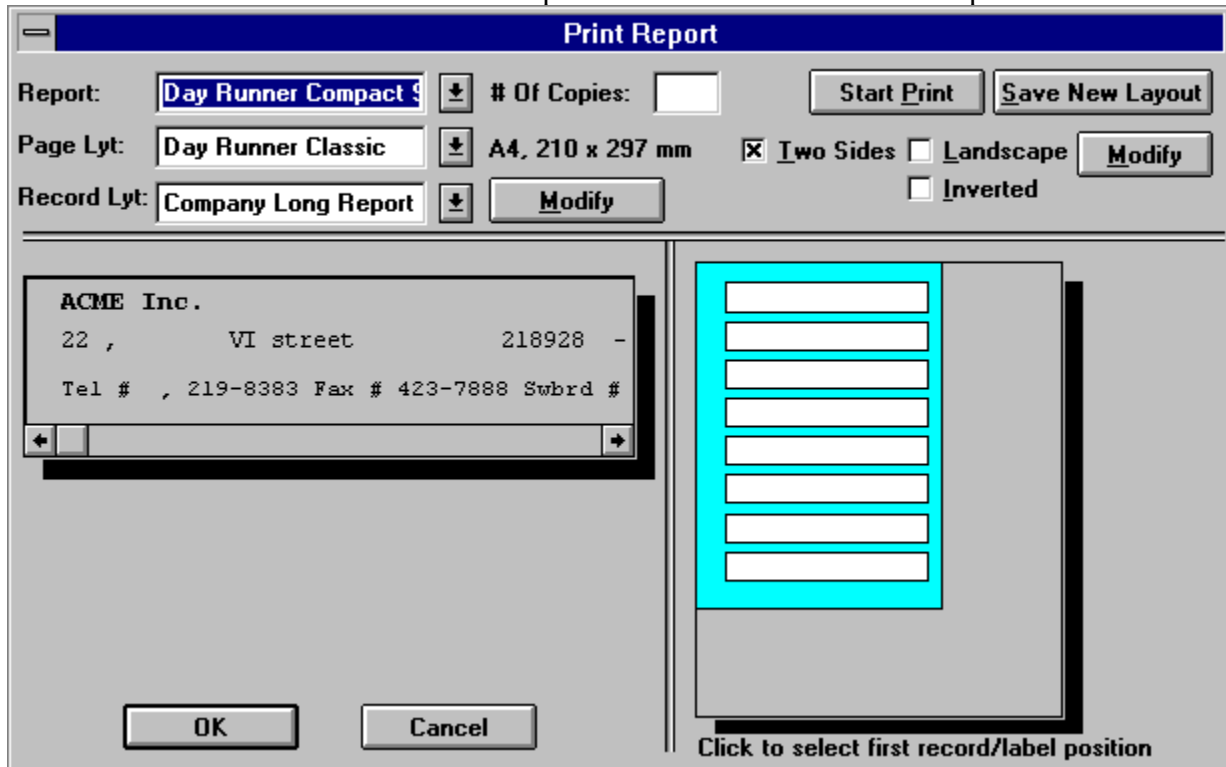 Print Report
Report: Day Runner Compact # Of Copies: Start Print Save New Layout
Page Lyt: Day Runner Classic A4, 210 x 297 mm Two Sides Landscape Modify
Inverted
Record Lyt: Company Long Report Modify
ACME Inc.
22 , VI street 218928 -
Tel # , 219-8383 Fax # 423-7888 Swbrd #
OK Cancel
Click to select first record/label position